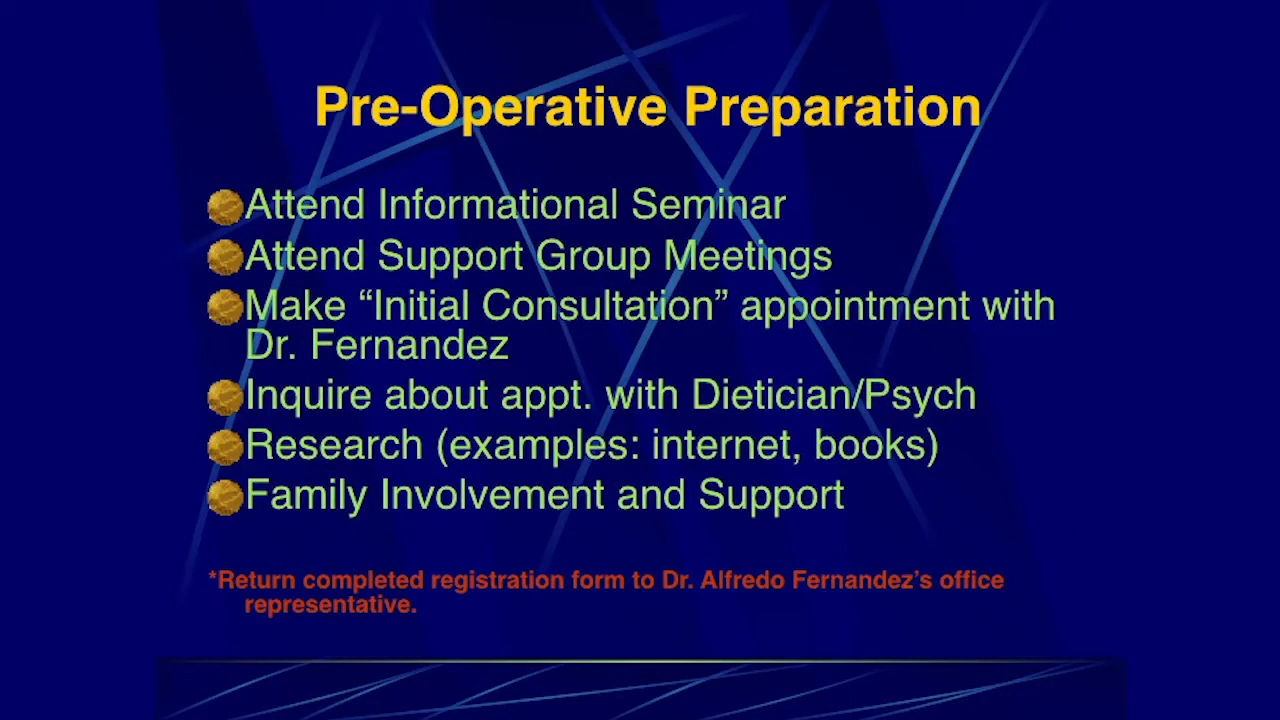 Pre-Operative Preparation
Attend Informational Seminar
Attend Support Group Meetings
Make “Initial Consultation” appointment with
Dr. Fernandez
Inquire about appt. with Dietician/Psych
Research (examples: internet, books)
Family Involvement and Support
*Return completed registration form to Dr. Alfredo Fernandez’s office
representative.